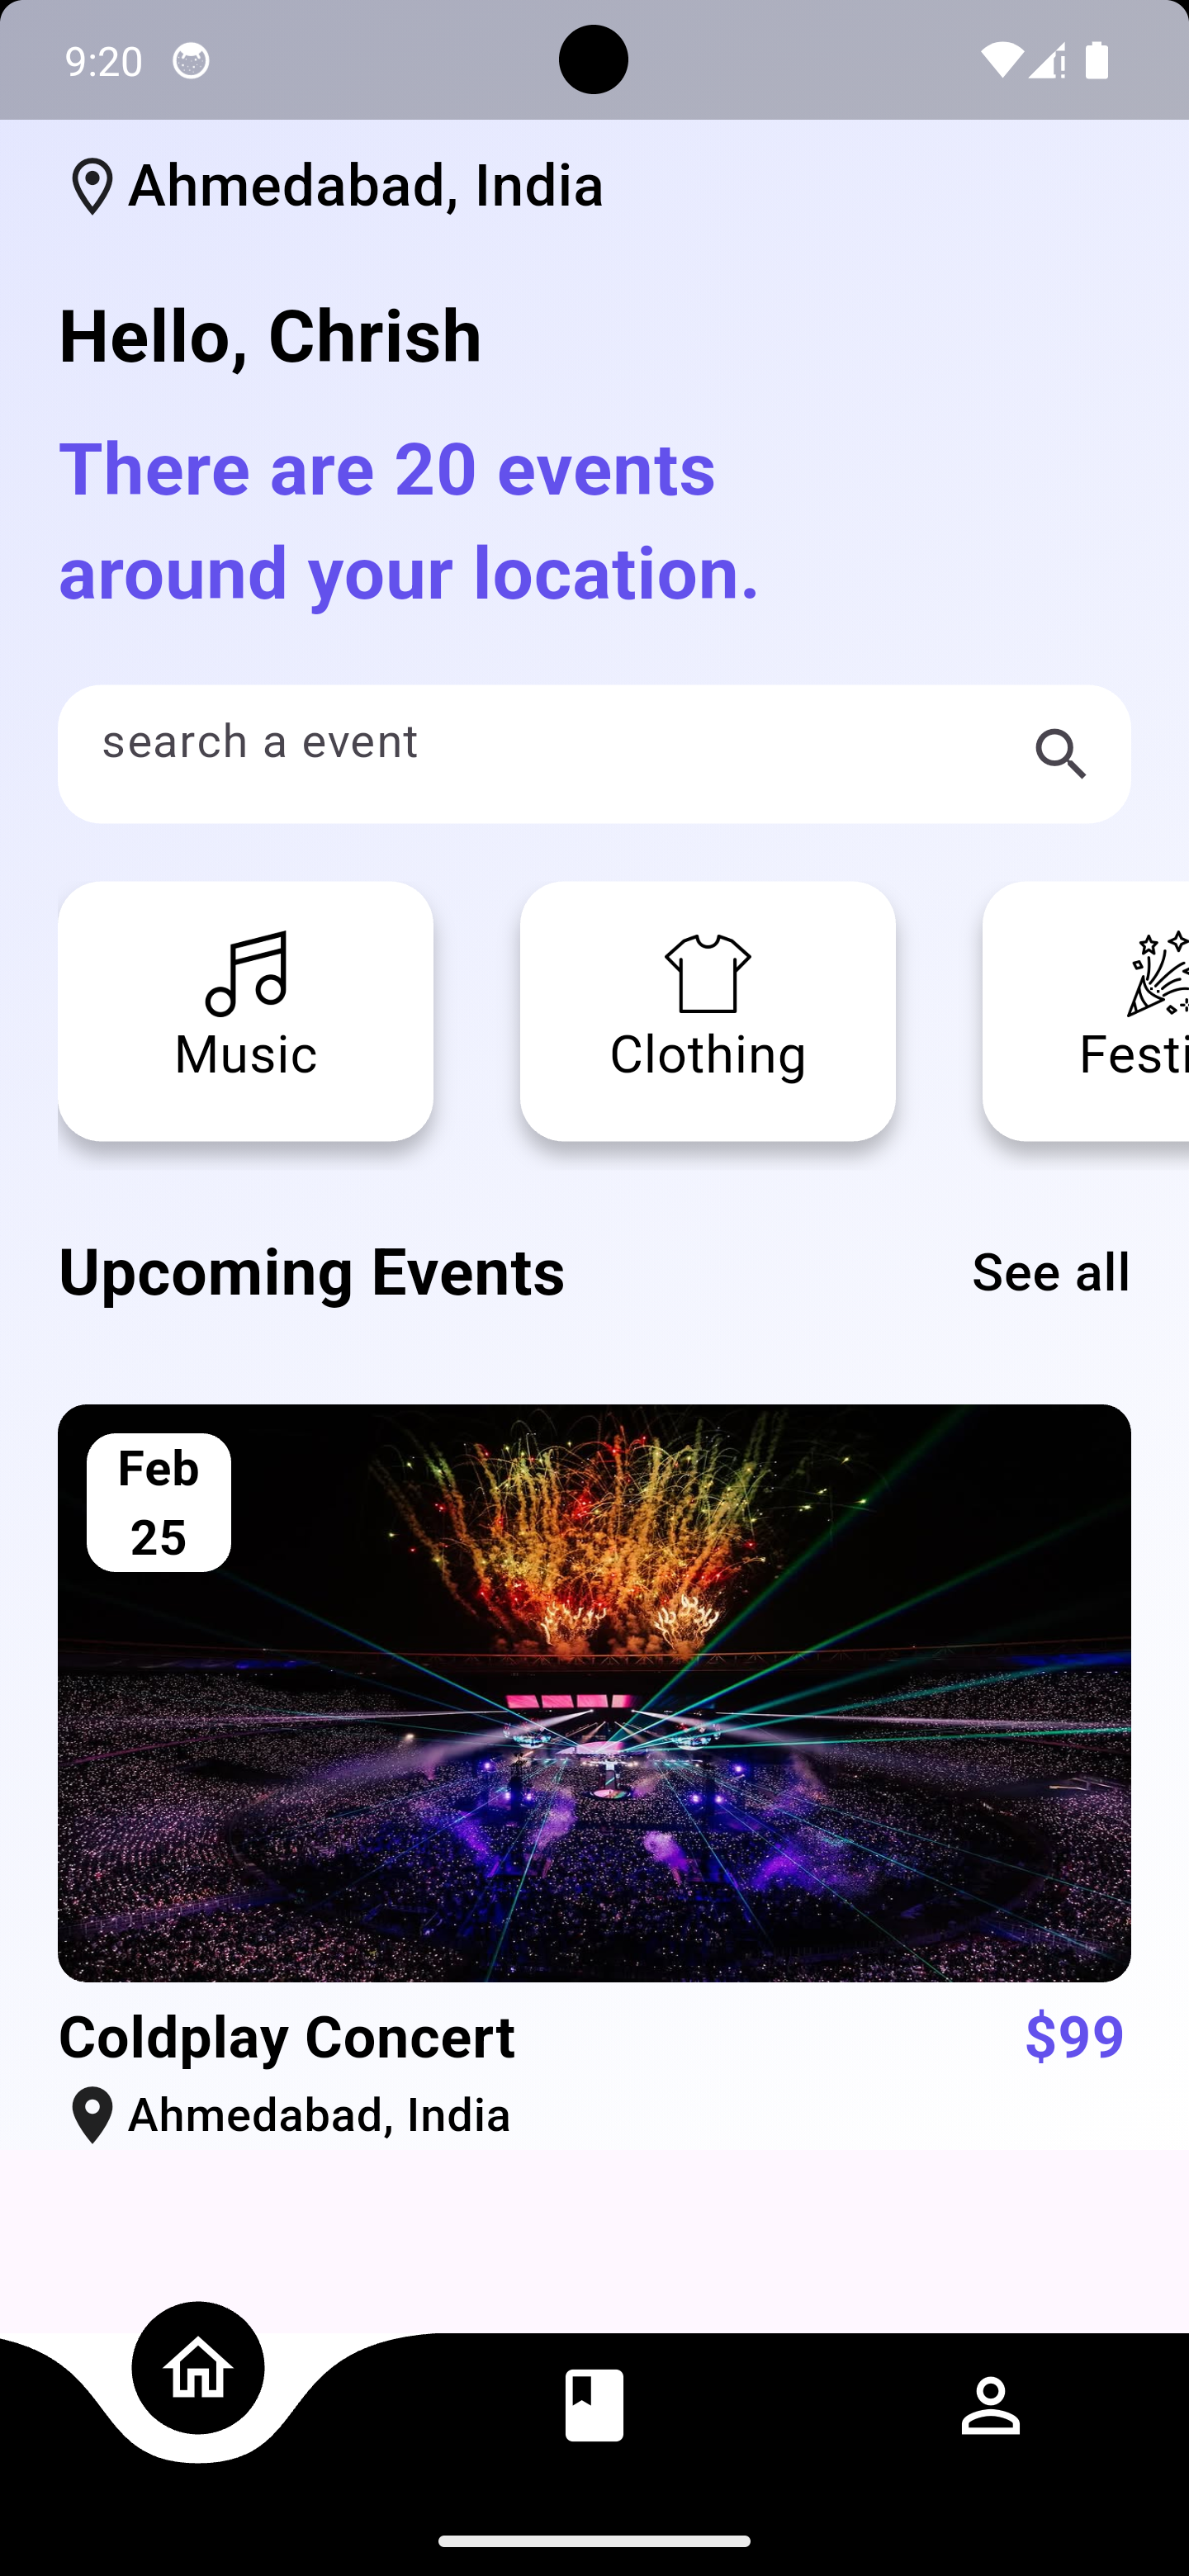 9:20
Ahmedabad, India
Hello, Chrish
There are 20 events
around your location.
search a event
Music
Clothing
Festi
Upcoming Events
See all
Feb
25
Coldplay Concert
$99
Ahmedabad, India